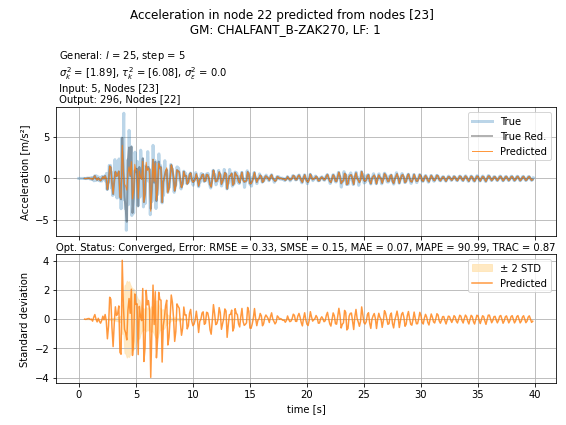 Acceleration in node 22 predicted from nodes [23]
GM: CHALFANT_B-ZAK270, LF: 1
General: l = 25, step = 5
σ²ₖ = [1.89], τ²ₖ = [6.08], σ²ε = 0.0
Input: 5, Nodes [23]
Output: 296, Nodes [22]
True
True Red.
Predicted
Acceleration [m/s²]
5
0
−5
Opt. Status: Converged, Error: RMSE = 0.33, SMSE = 0.15, MAE = 0.07, MAPE = 90.99, TRAC = 0.87
± 2 STD
Predicted
Standard deviation
4
2
0
−2
−4
0 5 10 15 20 25 30 35 40
time [s]